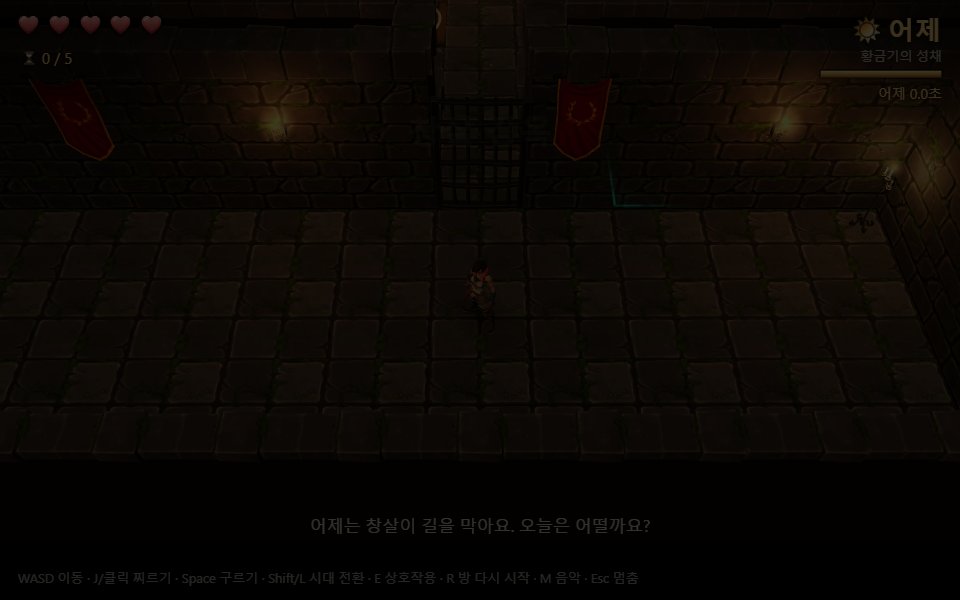 어제
0 / 5
황금기의 성채
어제 0.0초
어제는 창살이 길을 막아요. 오늘은 어떨까요?
WASD 이동 · J/클릭 찌르기 · Space 구르기 · Shift/L 시대 전환 · E 상호작용 · R 방 다시 시작 · M 음악 · Esc 멈춤